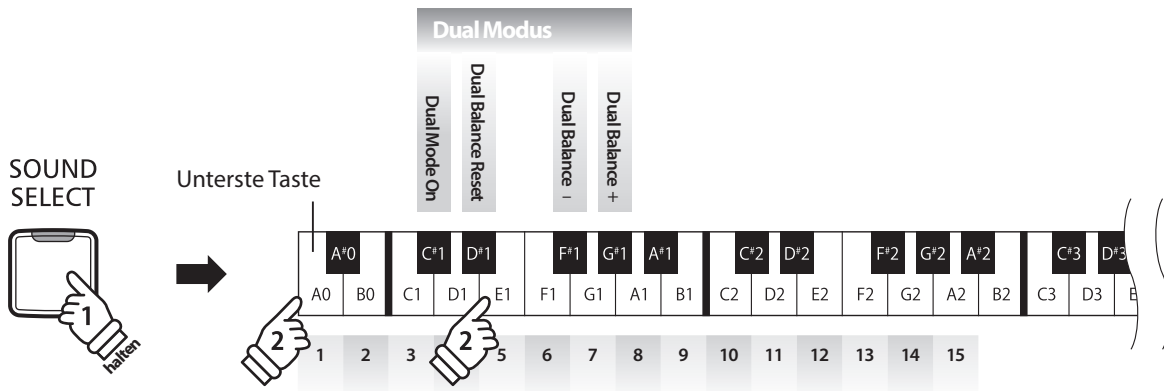 Dual Modus
Dual Mode On
Dual Balance Reset
Dual Balance –
Dual Balance +
SOUND
SELECT
Unterste Taste
A#0 C#1 D#1 F#1 G#1 A#1 C#2 D#2 F#2 G#2 A#2 C#3 D#3
A0 B0 C1 D1 E1 F1 G1 A1 B1 C2 D2 E2 F2 G2 A2 B2 C3 D3 E
1
halten
2
2
1 2 3 5 6 7 8 9 10 11 12 13 14 15